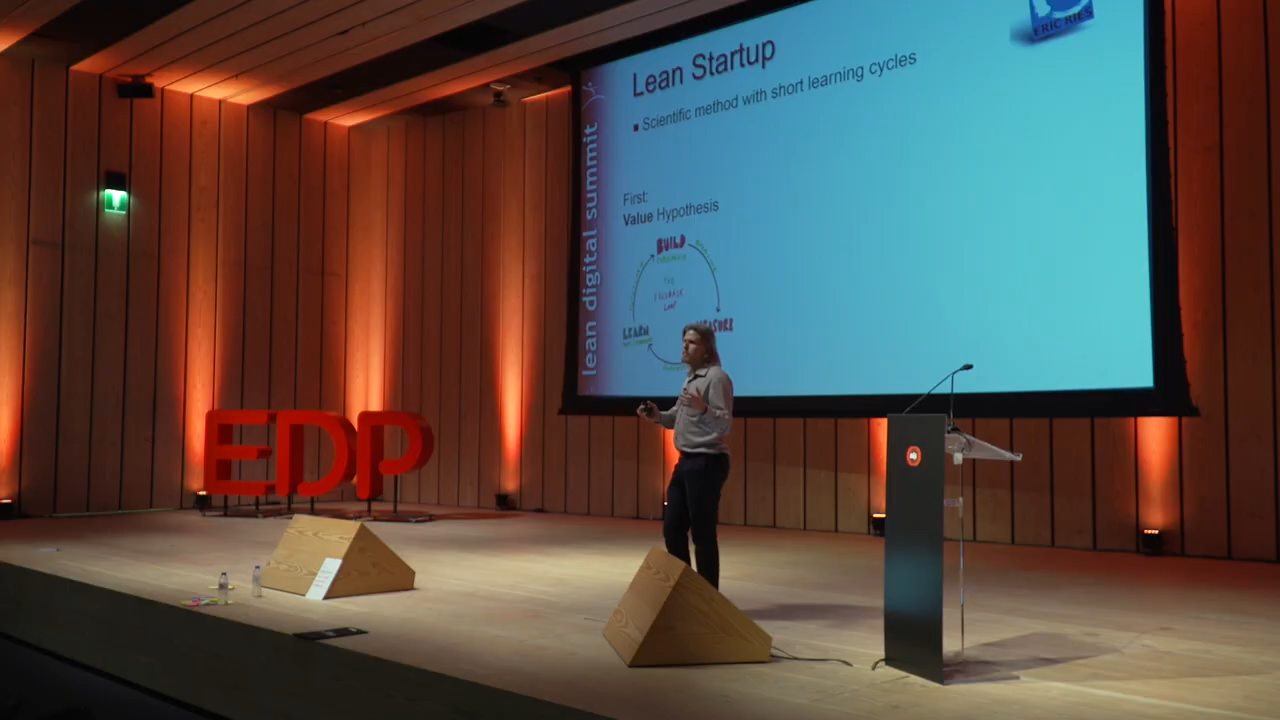 ERIC RIES
Lean Startup
Scientific method with short learning cycles
lean digital summit
First:
Value Hypothesis
BUILD
MEASURE
LEARN
EDP